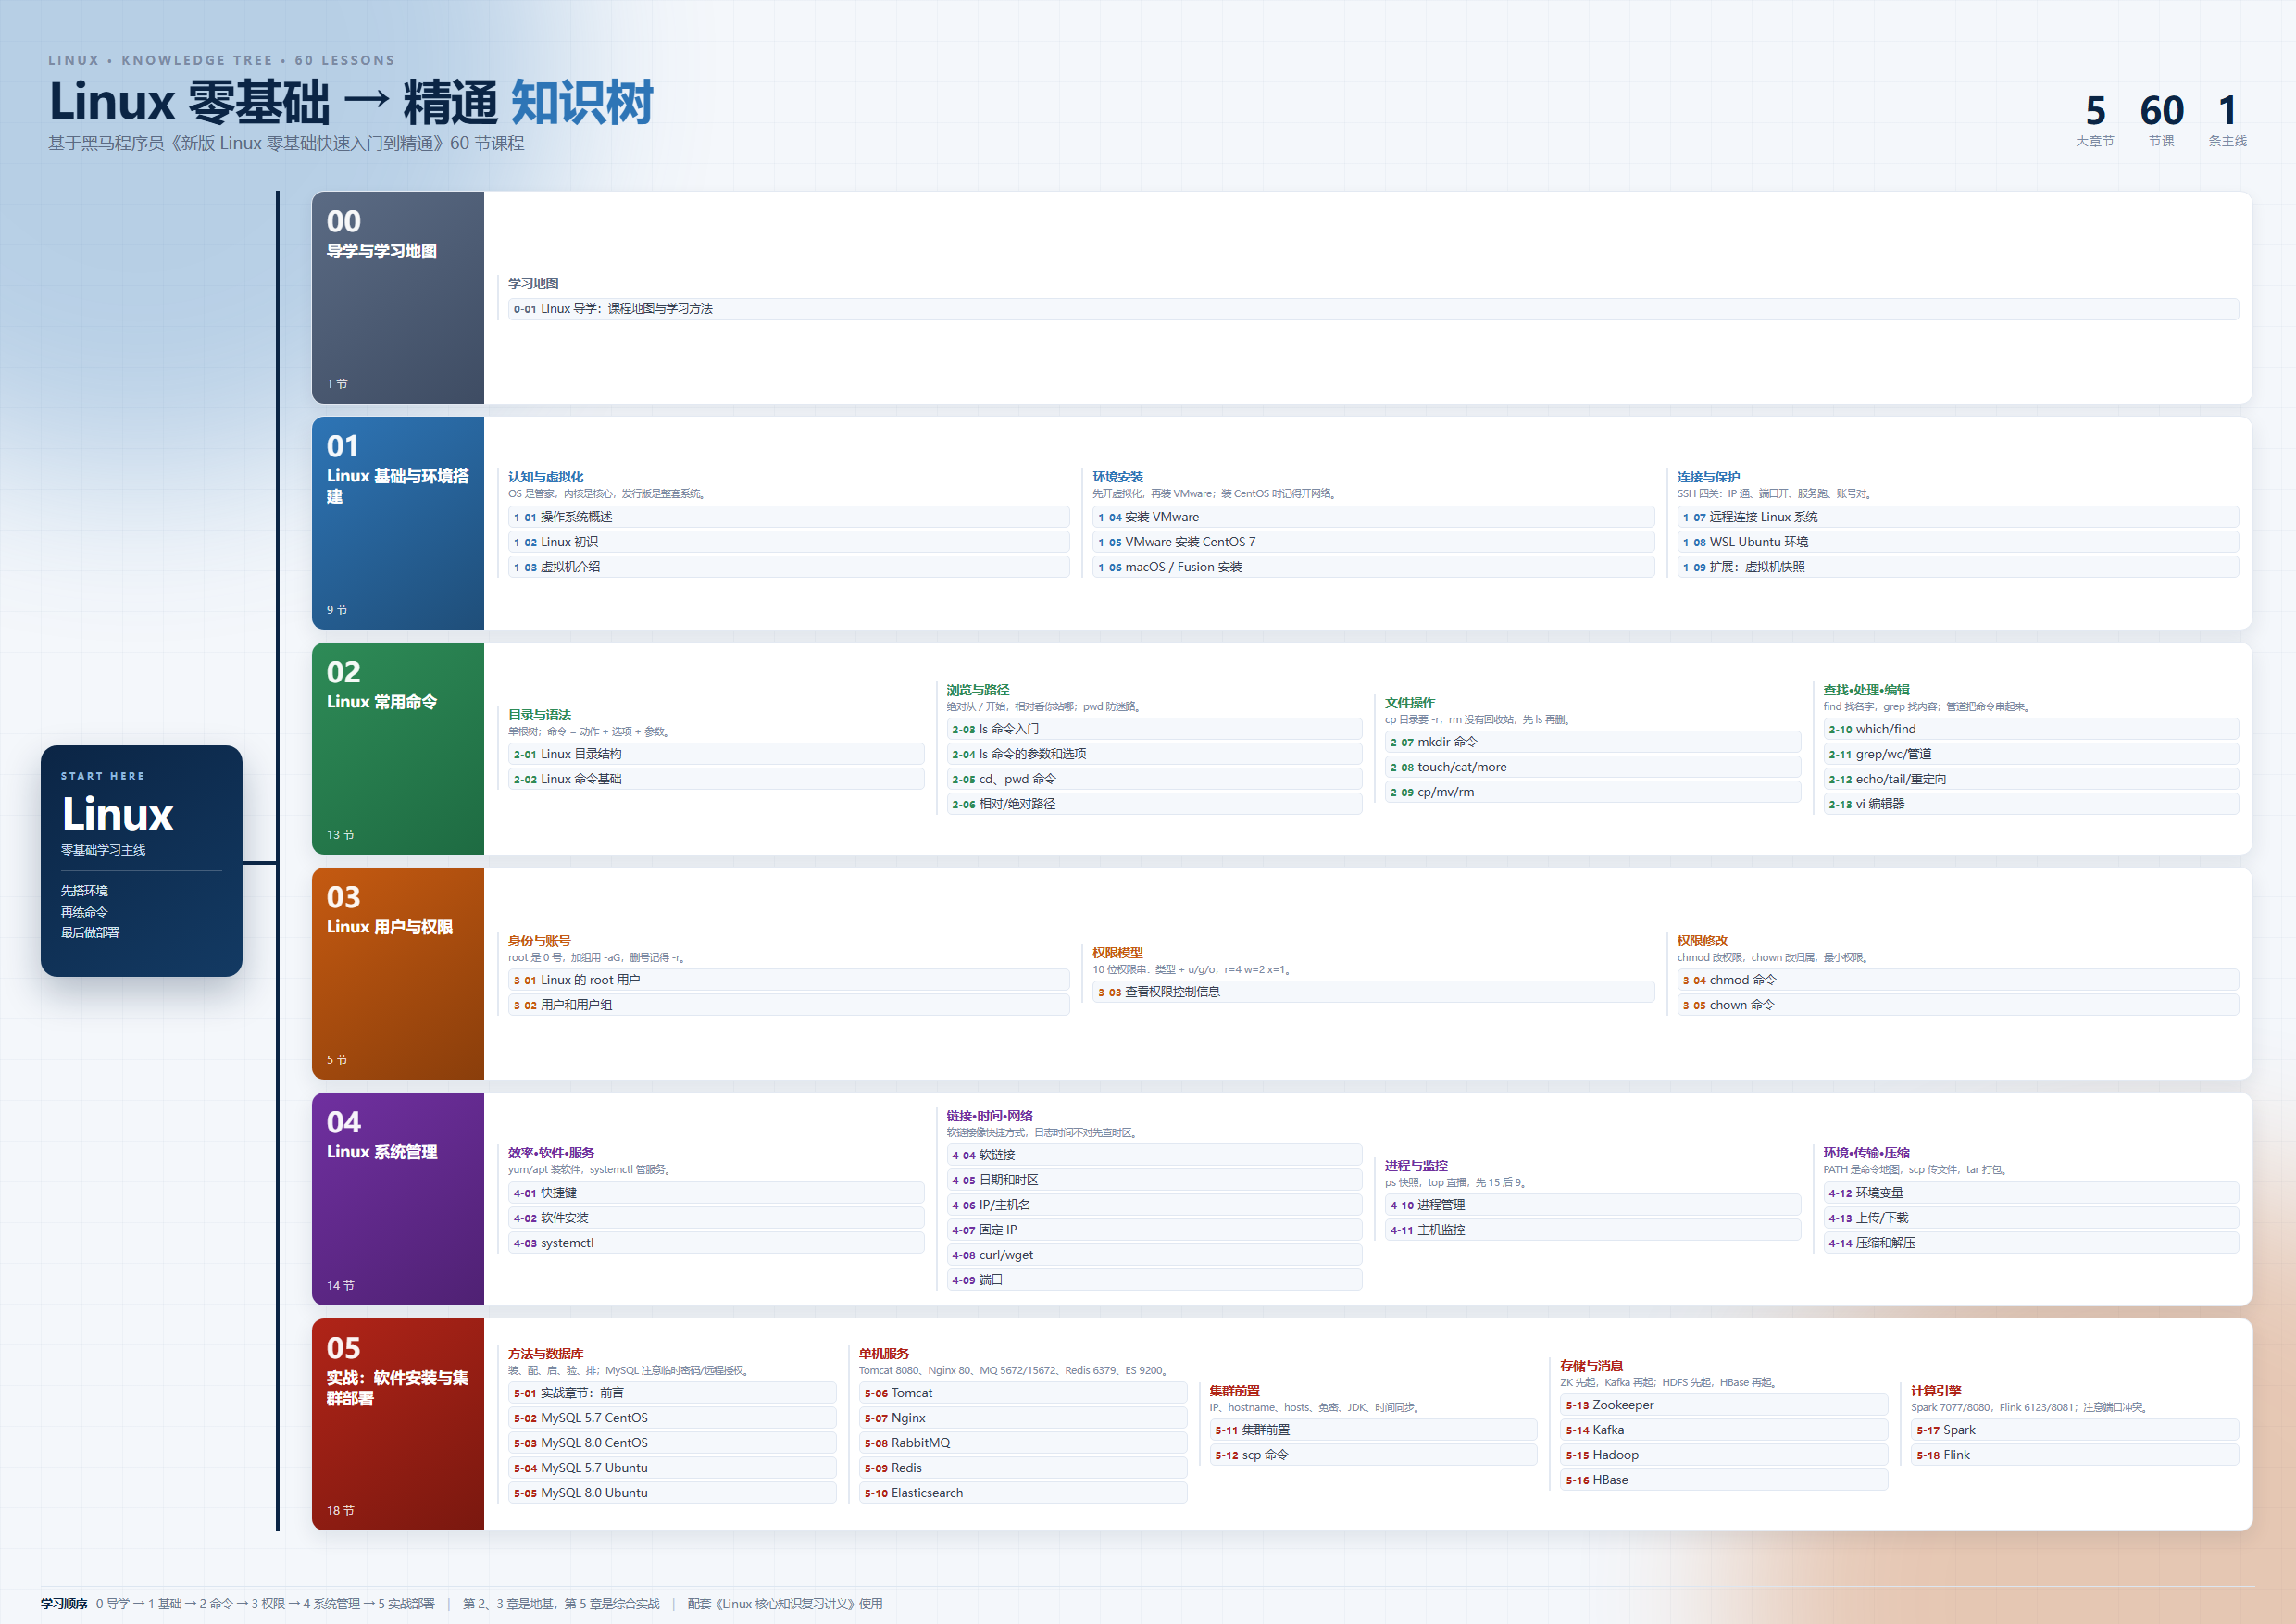 LINUX • KNOWLEDGE TREE • 60 LESSONS
Linux 零基础 → 精通 知识树
基于黑马程序员《新版 Linux 零基础快速入门到精通》60 节课程
5 60 1
大章节 节课 条主线
START HERE
Linux
零基础学习主线
先搭环境
再练命令
最后做部署
00
导学与学习地图
1 节
学习地图
0-01 Linux 导学：课程地图与学习方法
01
Linux 基础与环境搭
建
9 节
认知与虚拟化
OS 是管家，内核是核心，发行版是整套系统。
1-01 操作系统概述
1-02 Linux 初识
1-03 虚拟机介绍
环境安装
先开虚拟化，再装 VMware；装 CentOS 时记得开网络。
1-04 安装 VMware
1-05 VMware 安装 CentOS 7
1-06 macOS / Fusion 安装
连接与保护
SSH 四关：IP 通、端口开、服务跑、账号对。
1-07 远程连接 Linux 系统
1-08 WSL Ubuntu 环境
1-09 扩展：虚拟机快照
02
Linux 常用命令
13 节
目录与语法
单根树；命令 = 动作 + 选项 + 参数。
2-01 Linux 目录结构
2-02 Linux 命令基础
浏览与路径
绝对从 / 开始，相对看你站哪；pwd 防迷路。
2-03 ls 命令入门
2-04 ls 命令的参数和选项
2-05 cd、pwd 命令
2-06 相对/绝对路径
文件操作
cp 目录要 -r；rm 没有回收站，先 ls 再删。
2-07 mkdir 命令
2-08 touch/cat/more
2-09 cp/mv/rm
查找•处理•编辑
find 找名字，grep 找内容；管道把命令串起来。
2-10 which/find
2-11 grep/wc/管道
2-12 echo/tail/重定向
2-13 vi 编辑器
03
Linux 用户与权限
5 节
身份与账号
root 是 0 号；加组用 -aG，删号记得 -r。
3-01 Linux 的 root 用户
3-02 用户和用户组
权限模型
10 位权限串：类型 + u/g/o；r=4 w=2 x=1。
3-03 查看权限控制信息
权限修改
chmod 改权限，chown 改归属；最小权限。
3-04 chmod 命令
3-05 chown 命令
04
Linux 系统管理
14 节
效率•软件•服务
yum/apt 装软件，systemctl 管服务。
4-01 快捷键
4-02 软件安装
4-03 systemctl
链接•时间•网络
软链接像快捷方式；日志时间不对先查时区。
4-04 软链接
4-05 日期和时区
4-06 IP/主机名
4-07 固定 IP
4-08 curl/wget
4-09 端口
进程与监控
ps 快照，top 直播；先 15 后 9。
4-10 进程管理
4-11 主机监控
环境•传输•压缩
PATH 是命令地图；scp 传文件；tar 打包。
4-12 环境变量
4-13 上传/下载
4-14 压缩和解压
05
实战：软件安装与集
群部署
18 节
方法与数据库
装、配、启、验、排；MySQL 注意临时密码/远程授权。
5-01 实战章节：前言
5-02 MySQL 5.7 CentOS
5-03 MySQL 8.0 CentOS
5-04 MySQL 5.7 Ubuntu
5-05 MySQL 8.0 Ubuntu
单机服务
Tomcat 8080、Nginx 80、MQ 5672/15672、Redis 6379、ES 9200。
5-06 Tomcat
5-07 Nginx
5-08 RabbitMQ
5-09 Redis
5-10 Elasticsearch
集群前置
IP、hostname、hosts、免密、JDK、时间同步。
5-11 集群前置
5-12 scp 命令
存储与消息
ZK 先起，Kafka 再起；HDFS 先起，HBase 再起。
5-13 Zookeeper
5-14 Kafka
5-15 Hadoop
5-16 HBase
计算引擎
Spark 7077/8080，Flink 6123/8081；注意端口冲突。
5-17 Spark
5-18 Flink
学习顺序 0 导学 → 1 基础 → 2 命令 → 3 权限 → 4 系统管理 → 5 实战部署 | 第 2、3 章是地基，第 5 章是综合实战 | 配套《Linux 核心知识复习讲义》使用